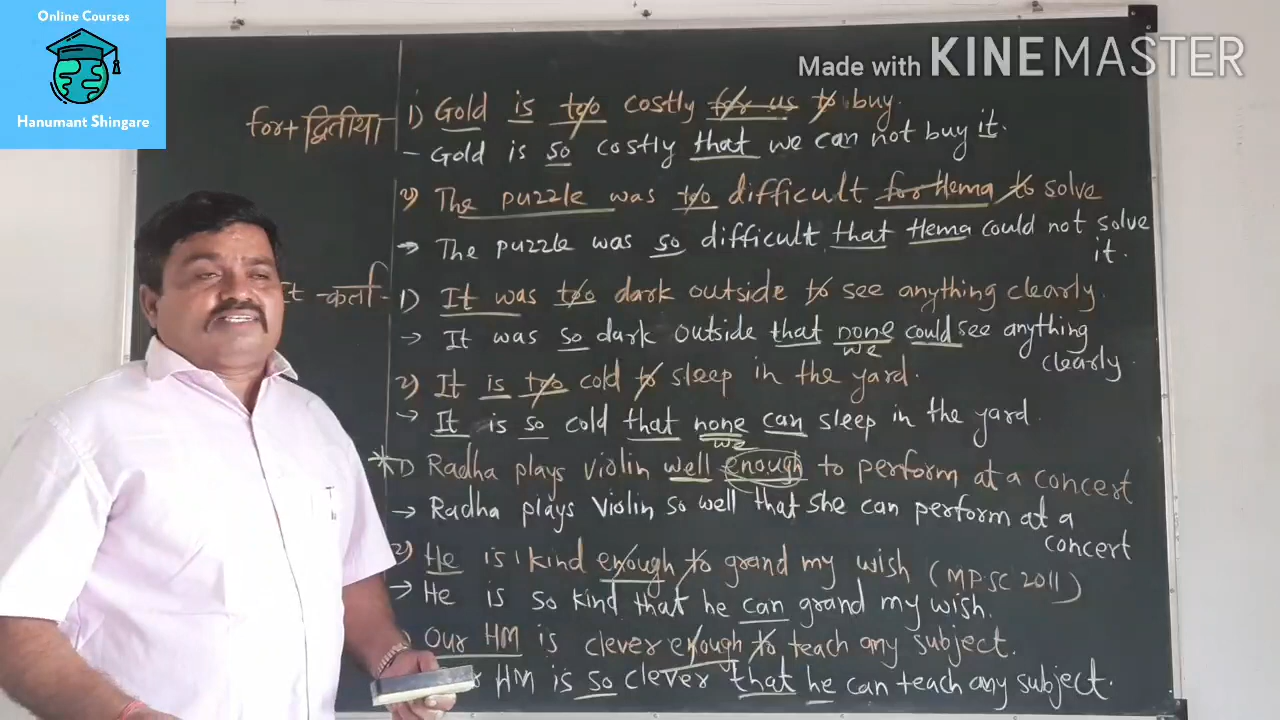 Online Courses
Hanumant Shingare
Made with KINEMASTER
for + द्वितीया
1) Gold is too costly for us to buy.
- Gold is so costly that we can not buy it.
२) The puzzle was too difficult for Hema to solve
→ The puzzle was so difficult that Hema could not solve
it.
It - कर्ता - 1) It was too dark outside to see anything clearly.
→ It was so dark outside that none could see anything
we
clearly.
२) It is too cold to sleep in the yard.
→ It is so cold that none can sleep in the yard.
we
* 1) Radha plays violin well enough to perform at a concert
→ Radha plays violin so well that she can perform at a
concert
२) He is kind enough to grand my wish (MPSC 2011)
→ He is so kind that he can grand my wish.
Our HM is clever enough to teach any subject.
HM is so clever that he can teach any subject.